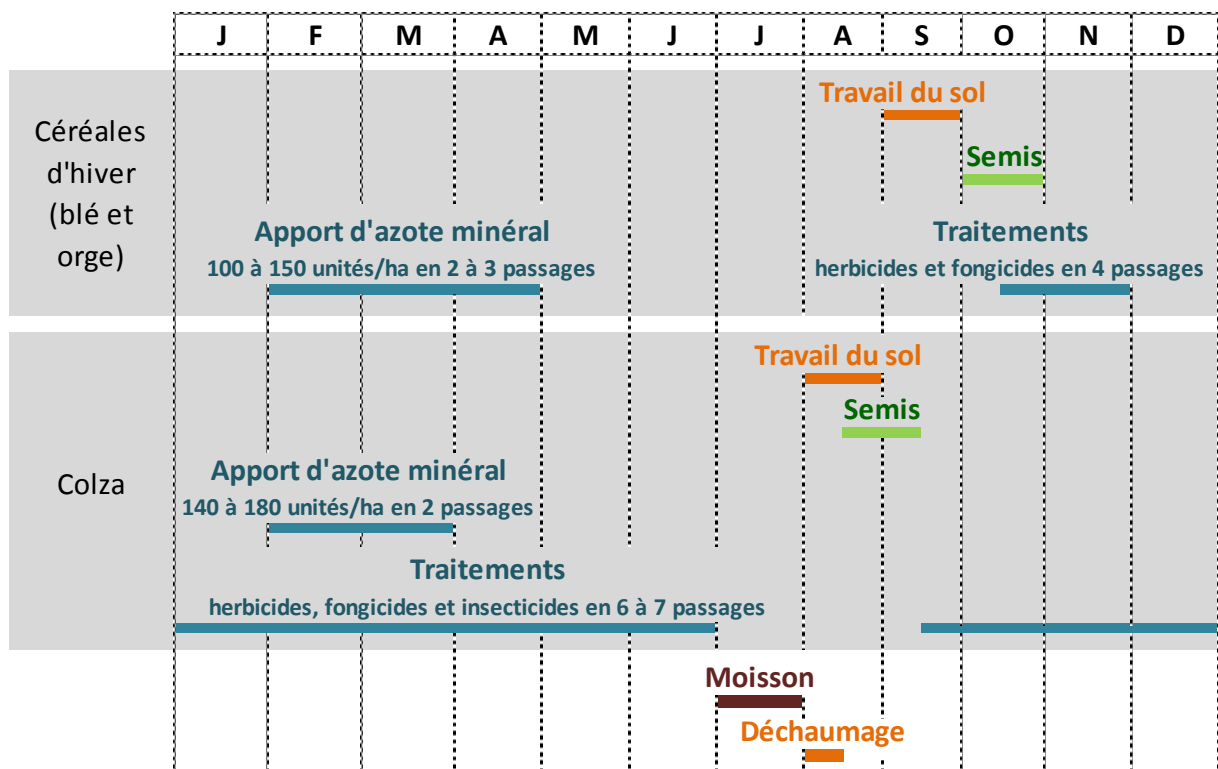 J F M A M J J A S O N D
Céréales
d'hiver
(blé et
orge)
Travail du sol
Semis
Apport d'azote minéral
100 à 150 unités/ha en 2 à 3 passages
Traitements
herbicides et fongicides en 4 passages
Colza
Travail du sol
Semis
Apport d'azote minéral
140 à 180 unités/ha en 2 passages
Traitements
herbicides, fongicides et insecticides en 6 à 7 passages
Moisson
Déchaumage